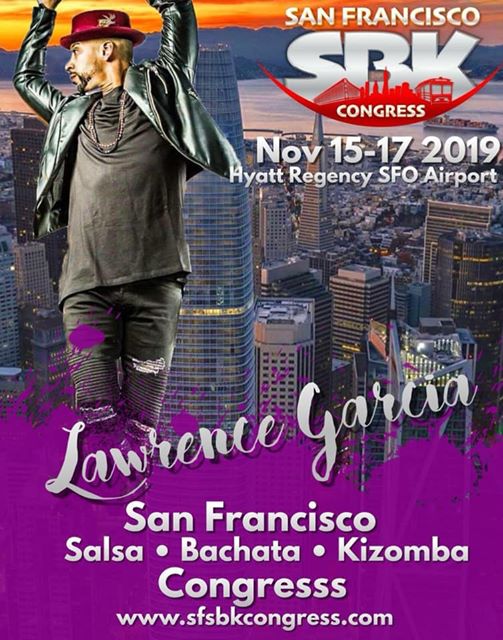 SAN FRANCISCO
SBK
CONGRESS
Nov 15-17 2019
Hyatt Regency SFO Airport
Lawrence García
San Francisco
Salsa • Bachata • Kizomba
Congresss
www.sfsbkcongress.com